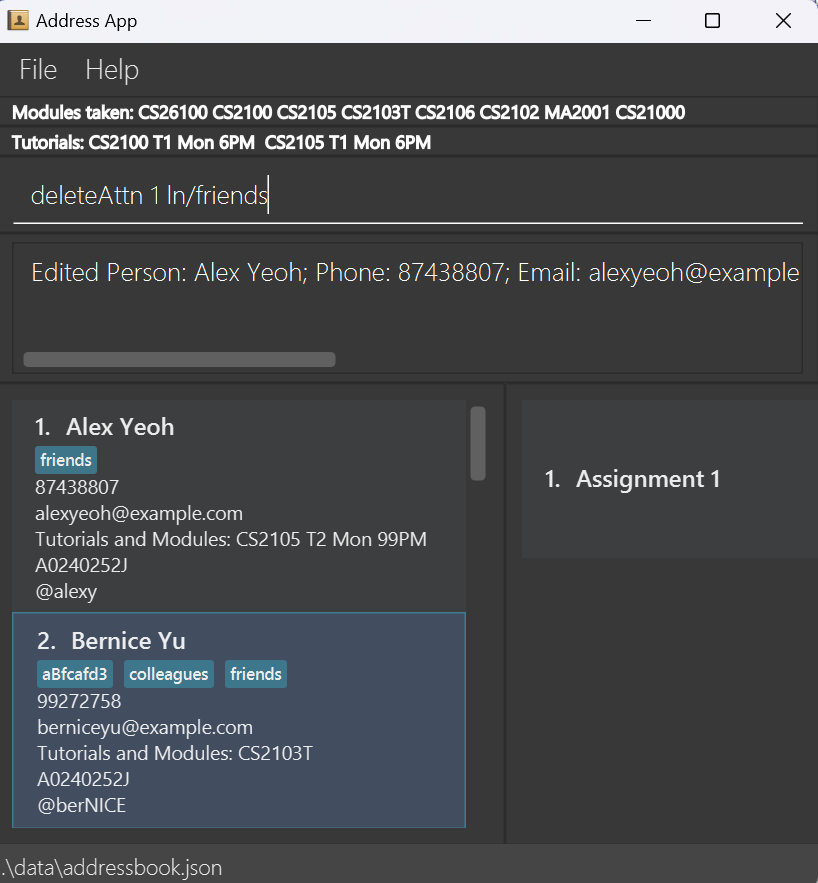 Address App
File Help
Modules taken: CS26100 CS2100 CS2105 CS2103T CS2106 CS2102 MA2001 CS21000
Tutorials: CS2100 T1 Mon 6PM  CS2105 T1 Mon 6PM
deleteAttn 1 ln/friends
Edited Person: Alex Yeoh; Phone: 87438807; Email: alexyeoh@example
1. Alex Yeoh
friends
87438807
alexyeoh@example.com
Tutorials and Modules: CS2105 T2 Mon 99PM
A0240252J
@alexy
2. Bernice Yu
aBfcafd3 colleagues friends
99272758
berniceyu@example.com
Tutorials and Modules: CS2103T
A0240252J
@berNICE
1. Assignment 1
.\data\addressbook.json